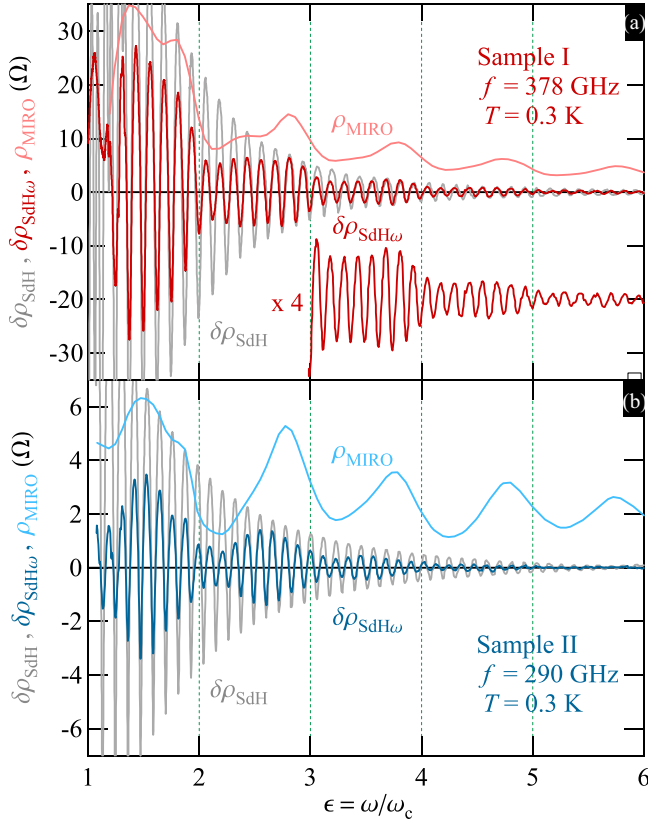 (a)
Sample I
f = 378 GHz
T = 0.3 K
δρSdH , δρSdHω , ρMIRO (Ω)
30
20
10
0
-10
-20
-30
ρMIRO
δρSdHω
x 4
δρSdH
(b)
6
4
2
0
-2
-4
-6
δρSdH , δρSdHω , ρMIRO (Ω)
ρMIRO
δρSdHω
δρSdH
Sample II
f = 290 GHz
T = 0.3 K
1 2 3 4 5 6
ϵ = ω/ωc